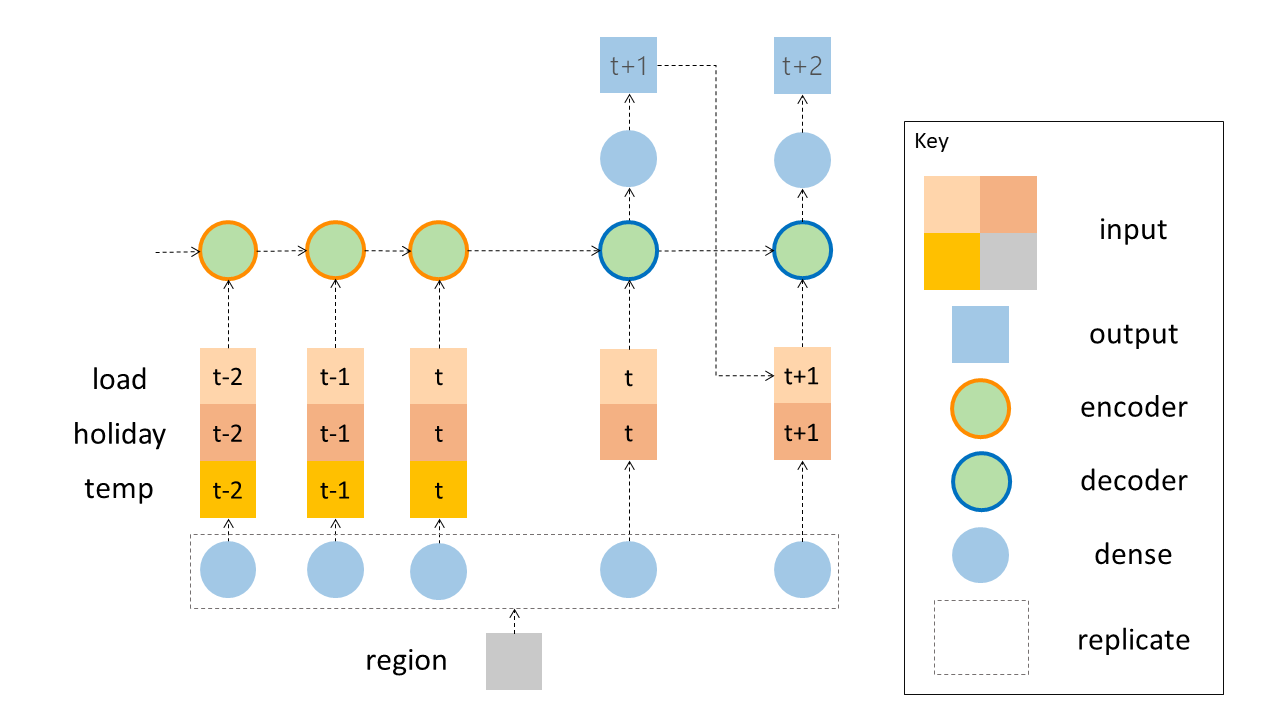 t+1
t+2
Key
input
output
encoder
decoder
dense
replicate
load
t-2
t-1
t
t
t+1
holiday
t-2
t-1
t
t
t+1
temp
t-2
t-1
t
region